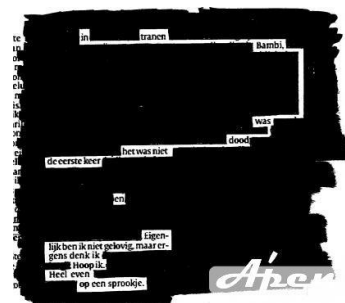 in tranen
Bambi,
was
dood
het was niet
de eerste keer
en
Eigen-
lijk ben ik niet gelovig, maar er-
gens denk ik
Hoop ik.
Heel even
op een sprookje.